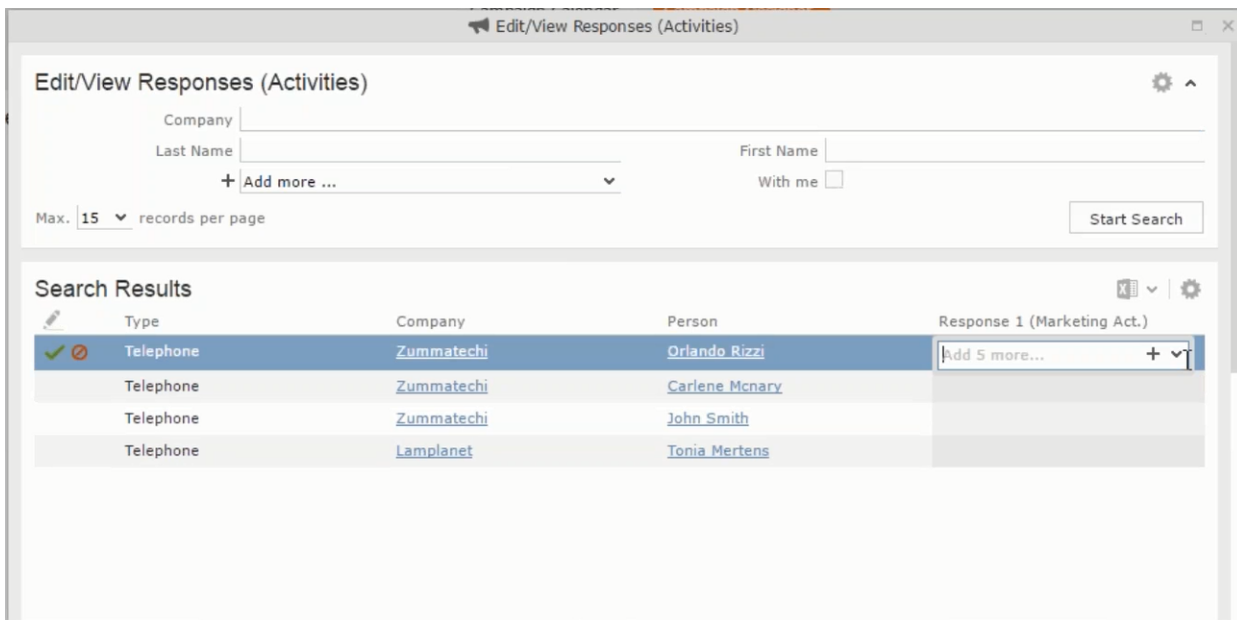 Edit/View Responses (Activities)
Edit/View Responses (Activities)
Company
Last Name First Name
+ Add more ... With me
Max. 15 records per page Start Search
Search Results
Type Company Person Response 1 (Marketing Act.)
Telephone Zummatechi Orlando Rizzi Add 5 more... +
Telephone Zummatechi Carlene Mcnary
Telephone Zummatechi John Smith
Telephone Lamplanet Tonia Mertens